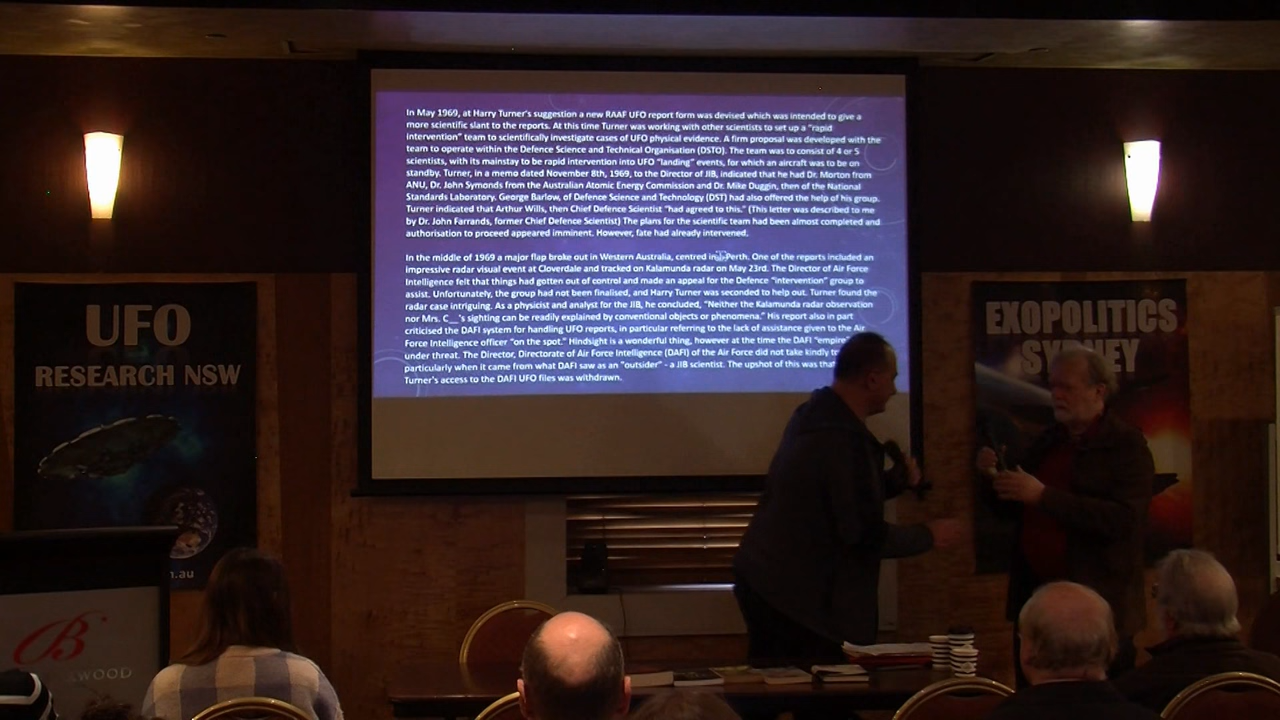 In May 1969, at Harry Turner's suggestion a new RAAF UFO report form was devised which was intended to give a
more scientific slant to the reports. At this time Turner was working with other scientists to set up a "rapid
intervention" team to scientifically investigate cases of UFO physical evidence. A firm proposal was developed with the
team to operate within the Defence Science and Technical Organisation (DSTO). The team was to consist of 4 or 5
scientists, with its mainstay to be rapid intervention into UFO "landing" events, for which an aircraft was to be on
standby. Turner, in a memo dated November 8th, 1969, to the Director of JIB, indicated that he had Dr. Morton from
ANU, Dr. John Symonds from the Australian Atomic Energy Commission and Dr. Mike Duggin, then of the National
Standards Laboratory. George Barlow, of Defence Science and Technology (DST) had also offered the help of his group.
Turner indicated that Arthur Wills, then Chief Defence Scientist "had agreed to this." (This letter was described to me
by Dr. John Farrands, former Chief Defence Scientist) The plans for the scientific team had been almost completed and
authorisation to proceed appeared imminent. However, fate had already intervened.
In the middle of 1969 a major flap broke out in Western Australia, centred in Perth. One of the reports included an
impressive radar visual event at Cloverdale and tracked on Kalamunda radar on May 23rd. The Director of Air Force
Intelligence felt that things had gotten out of control and made an appeal for the Defence "intervention" group to
assist. Unfortunately, the group had not been finalised, and Harry Turner was seconded to help out. Turner found the
radar case intriguing. As a physicist and analyst for the JIB, he concluded, "Neither the Kalamunda radar observation
nor Mrs. C__'s sighting can be readily explained by conventional objects or phenomena." His report also in part
criticised the DAFI system for handling UFO reports, in particular referring to the lack of assistance given to the Air
Force Intelligence officer "on the spot." Hindsight is a wonderful thing, however at the time the DAFI "empire"
under threat. The Director, Directorate of Air Force Intelligence (DAFI) of the Air Force did not take kindly
particularly when it came from what DAFI saw as an "outsider" - a JIB scientist. The upshot of this was that
Turner's access to the DAFI UFO files was withdrawn.
UFO
RESEARCH NSW
.au
EXOPOLITICS
SYDNEY
B
WOOD